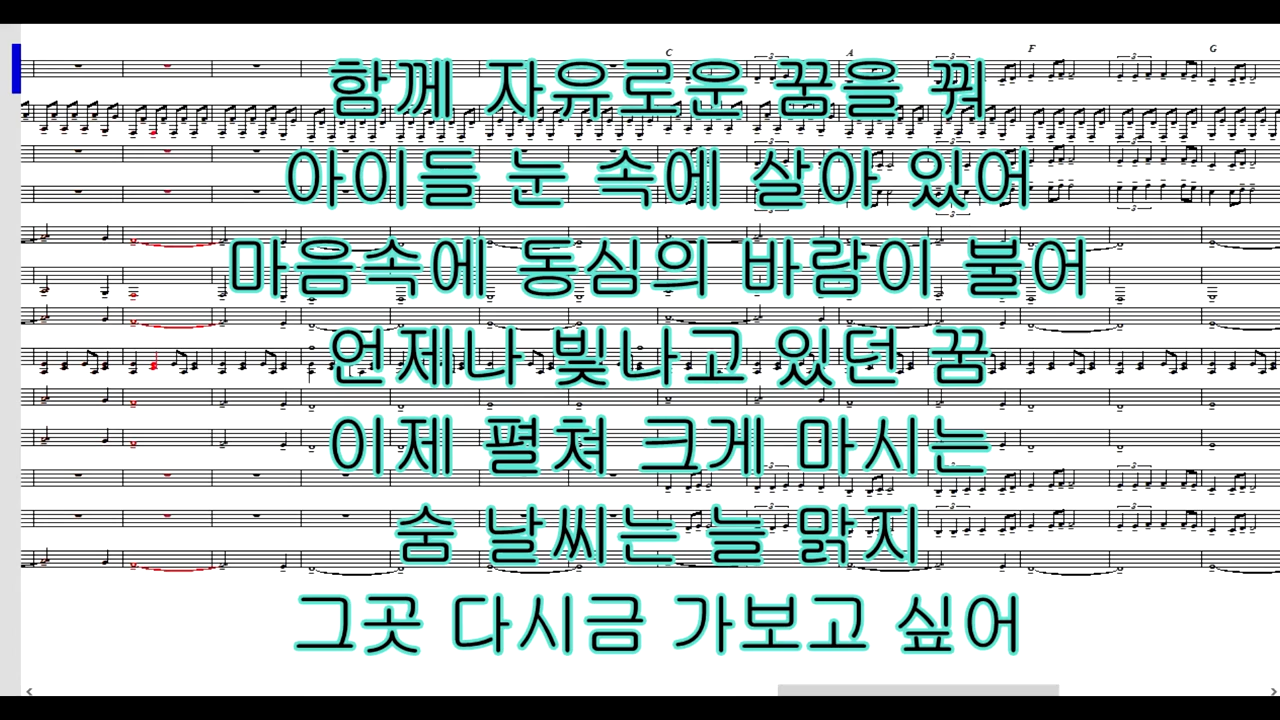 C A F G
함께 자유로운 꿈을 꿔
아이들 눈 속에 살아 있어
마음속에 동심의 바람이 불어
언제나 빛나고 있던 꿈
이제 펼쳐 크게 마시는
숨 날씨는 늘 맑지
그곳 다시금 가보고 싶어